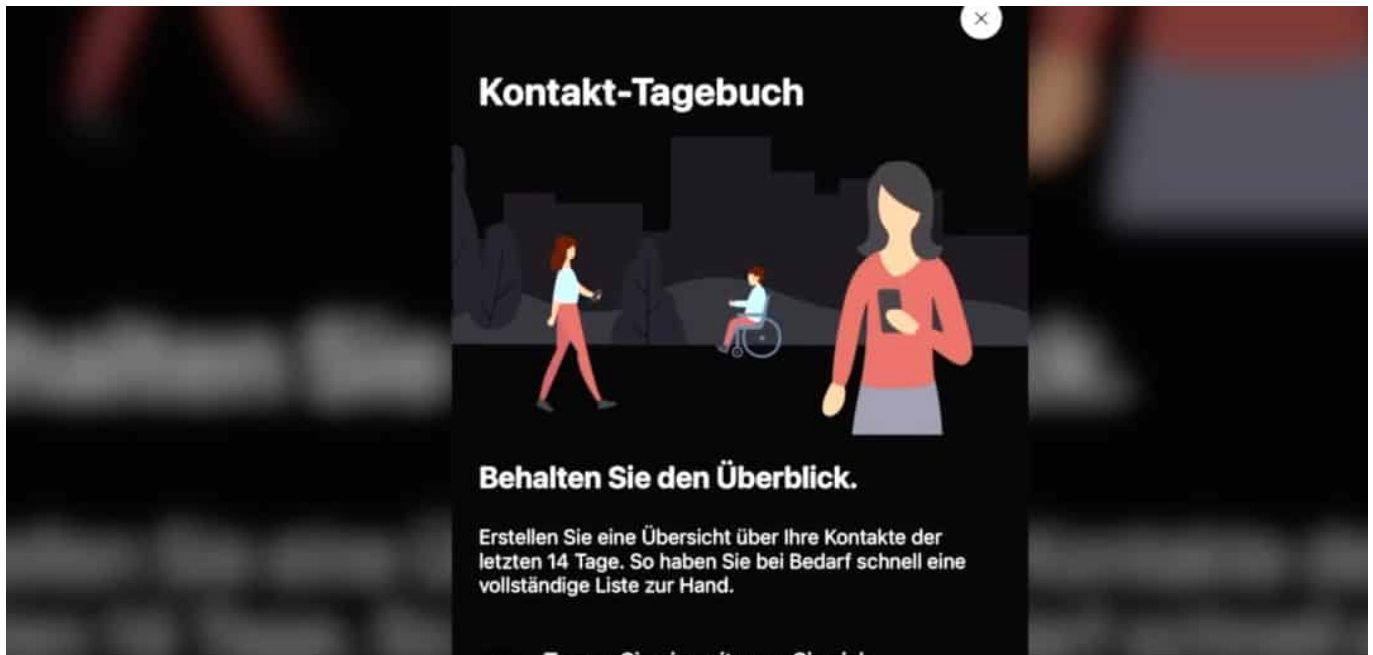 Kontakt-Tagebuch
Behalten Sie den Überblick.
Erstellen Sie eine Übersicht über Ihre Kontakte der
letzten 14 Tage. So haben Sie bei Bedarf schnell eine
vollständige Liste zur Hand.